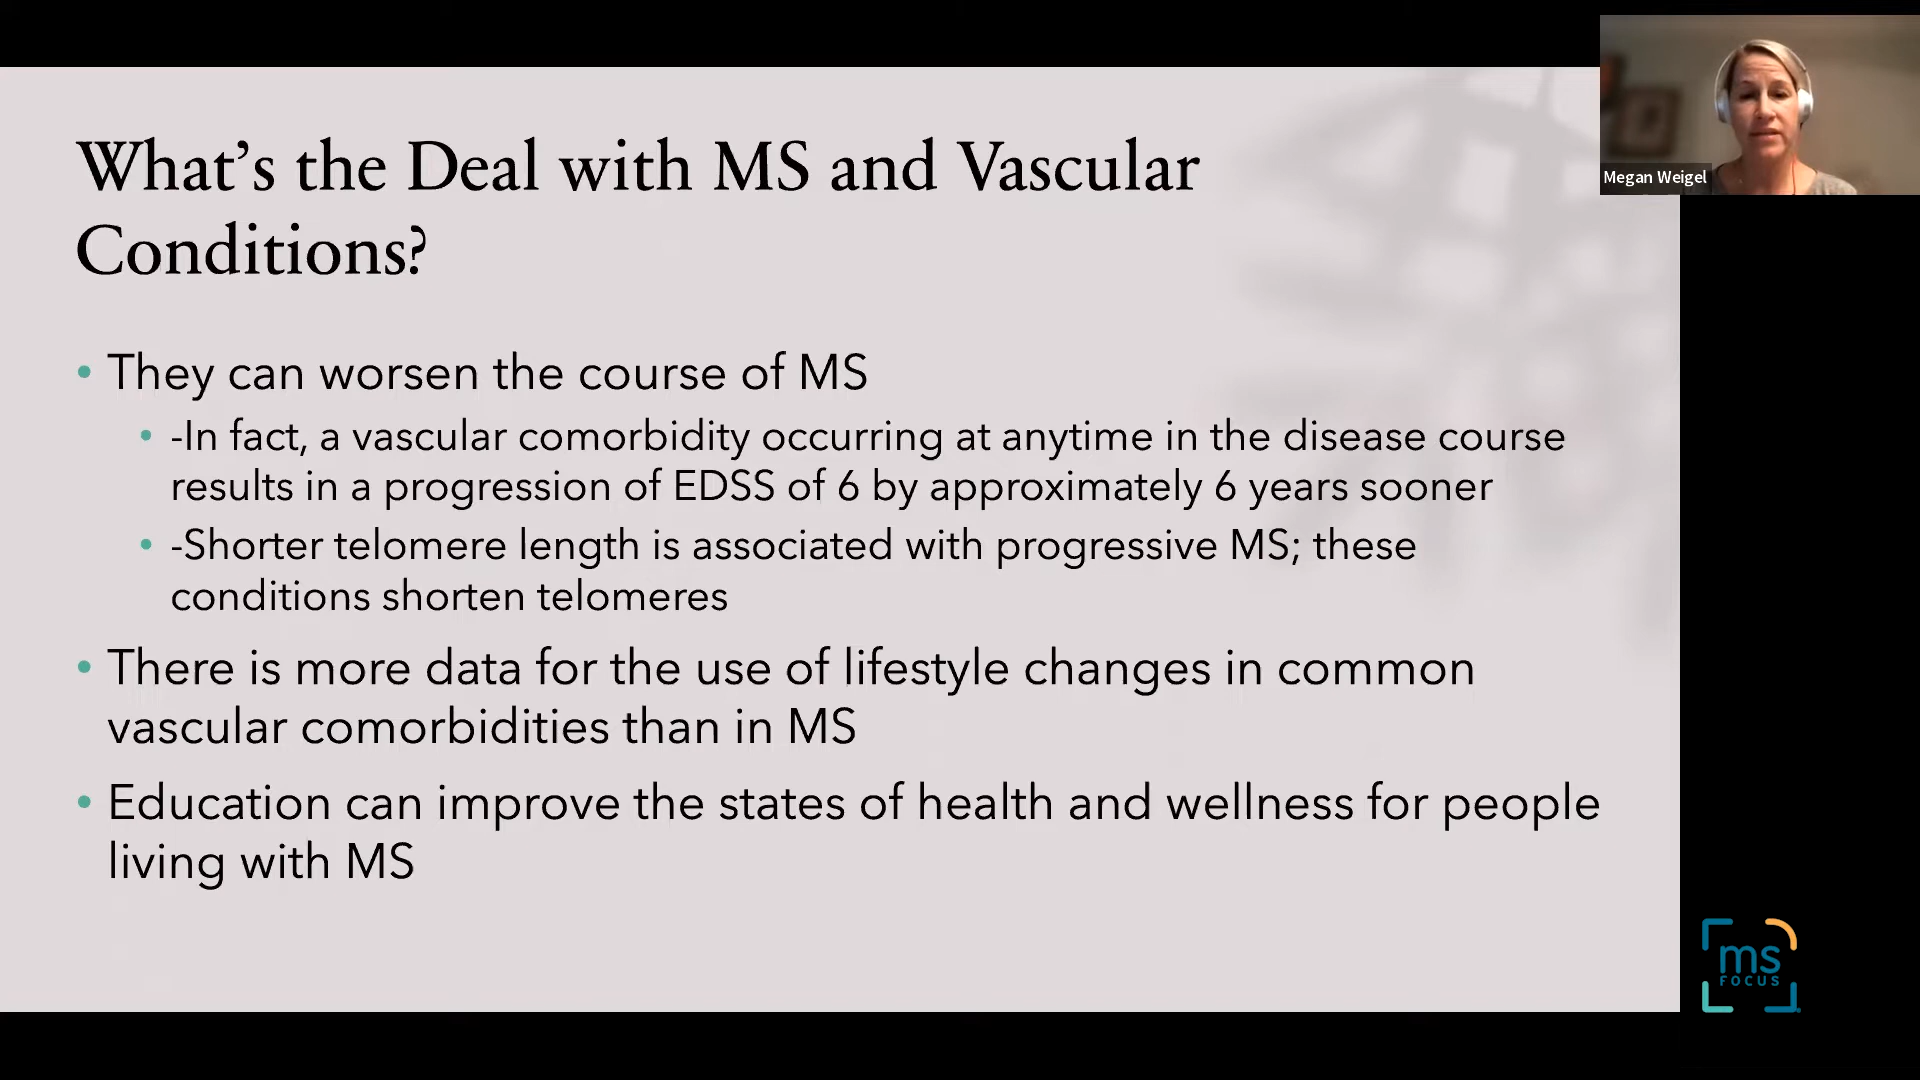 What’s the Deal with MS and Vascular
Conditions?
• They can worsen the course of MS
• -In fact, a vascular comorbidity occurring at anytime in the disease course
results in a progression of EDSS of 6 by approximately 6 years sooner
• -Shorter telomere length is associated with progressive MS; these
conditions shorten telomeres
• There is more data for the use of lifestyle changes in common
vascular comorbidities than in MS
• Education can improve the states of health and wellness for people
living with MS
Megan Weigel
ms
FOCUS